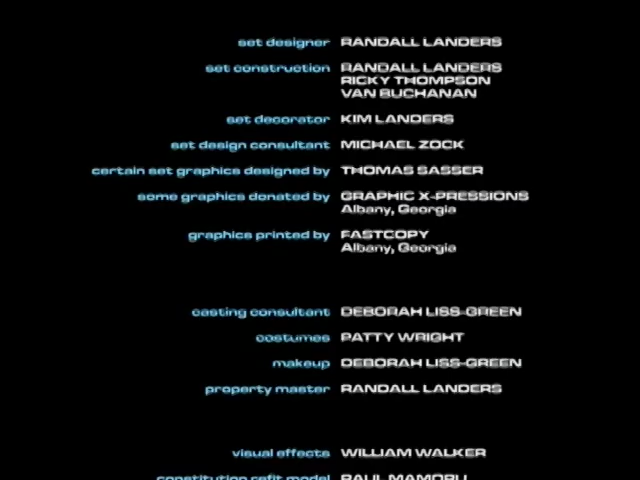 set designer RANDALL LANDERS
set construction RANDALL LANDERS
RICKY THOMPSON
VAN BUCHANAN
set decorator KIM LANDERS
set design consultant MICHAEL ZOCK
certain set graphics designed by THOMAS SASSER
some graphics donated by GRAPHIC X-PRESSIONS
Albany, Georgia
graphics printed by FASTCOPY
Albany, Georgia
casting consultant DEBORAH LISS-GREEN
costumes PATTY WRIGHT
makeup DEBORAH LISS-GREEN
property master RANDALL LANDERS
visual effects WILLIAM WALKER
constitution refit model PAUL